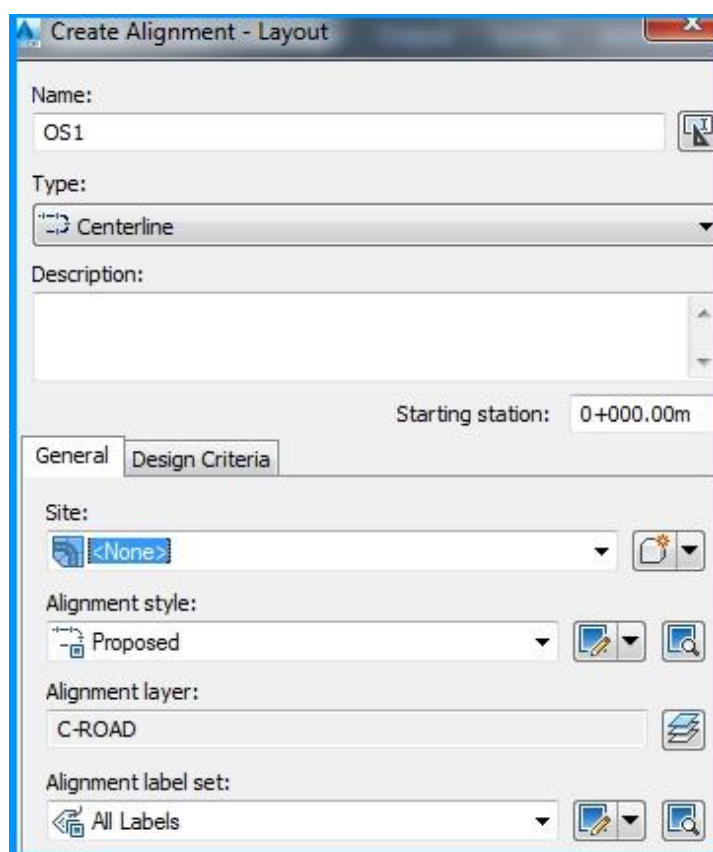 Create Alignment - Layout
Name:
OS1
Type:
Centerline
Description:
Starting station: 0+000.00m
General Design Criteria
Site:
<None>
Alignment style:
Proposed
Alignment layer:
C-ROAD
Alignment label set:
All Labels